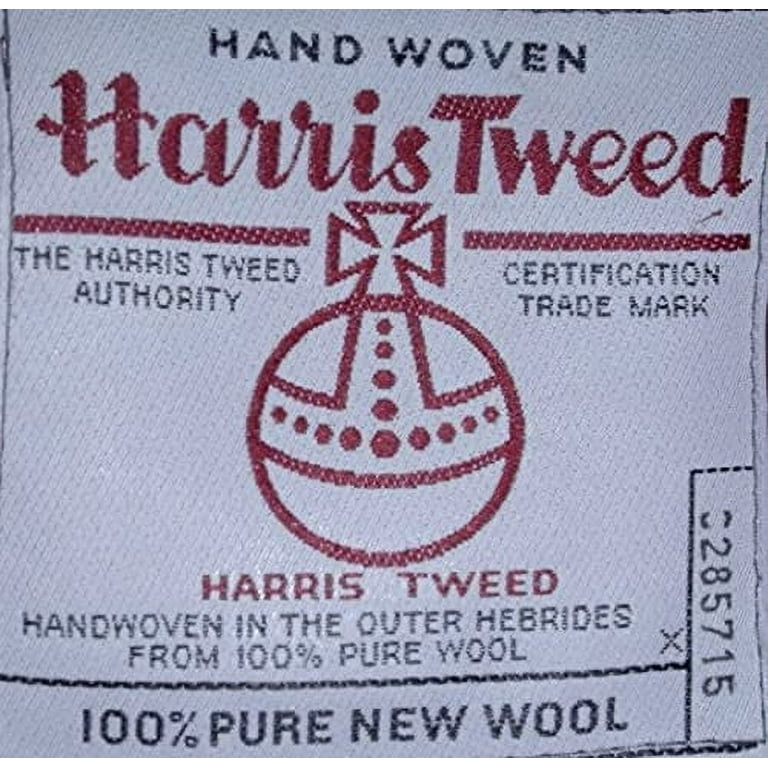 HAND WOVEN
Harris Tweed
THE HARRIS TWEED
AUTHORITY
CERTIFICATION
TRADE MARK
HARRIS TWEED
HANDWOVEN IN THE OUTER HEBRIDES
FROM 100% PURE WOOL
X
100% PURE NEW WOOL